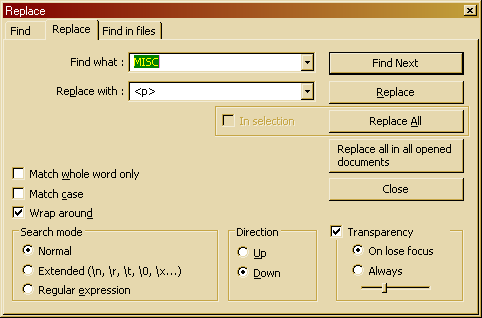 Replace
Find Replace Find in files
Find what : MISC Find Next
Replace with : <p> Replace
In selection Replace All
Replace all in all opened
documents
Match whole word only
Match case Close
Wrap around
Search mode Direction Transparency
Normal Up On lose focus
Extended (\n, \r, \t, \0, \x...) Down Always
Regular expression